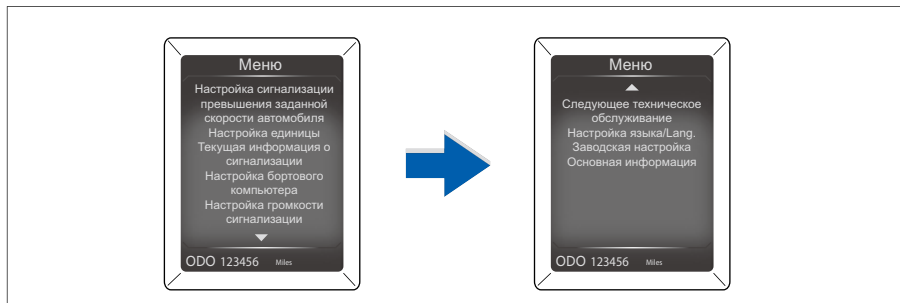 Меню
Настройка сигнализации
превышения заданной
скорости автомобиля
Настройка единицы
Текущая информация о
сигнализации
Настройка бортового
компьютера
Настройка громкости
сигнализации
ODO 123456 Miles
Меню
Следующее техническое
обслуживание
Настройка языка/Lang.
Заводская настройка
Основная информация
ODO 123456 Miles